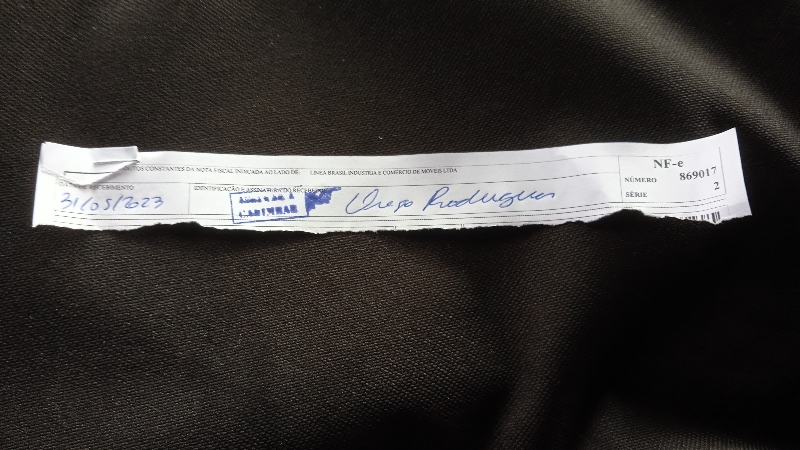 CONSTANTES DA NOTA FISCAL INDICADA AO LADO DE: LINEA BRASIL INDUSTRIA E COMERCIO DE MOVEIS LTDA
NF-e
NÚMERO 869017
SÉRIE 2
RECEBIMENTO
31/05/2023
IDENTIFICAÇÃO E ASSINATURA DO
Diego Rodrigues